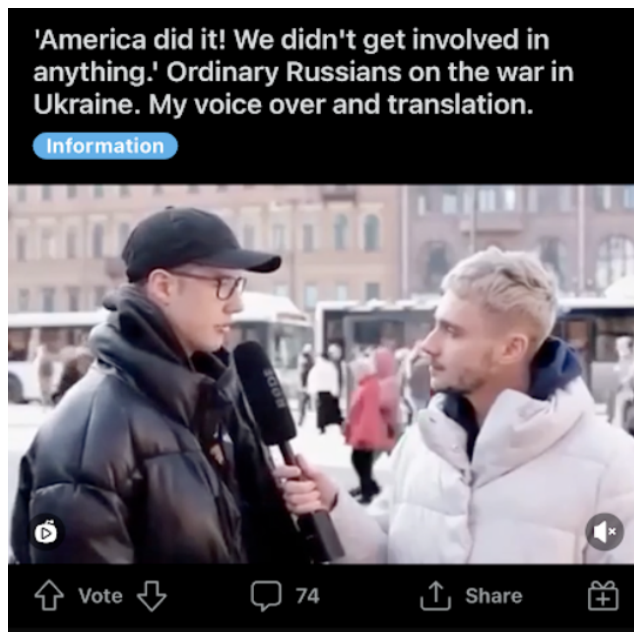 'America did it! We didn't get involved in
anything.' Ordinary Russians on the war in
Ukraine. My voice over and translation.
Information
Vote
74
Share